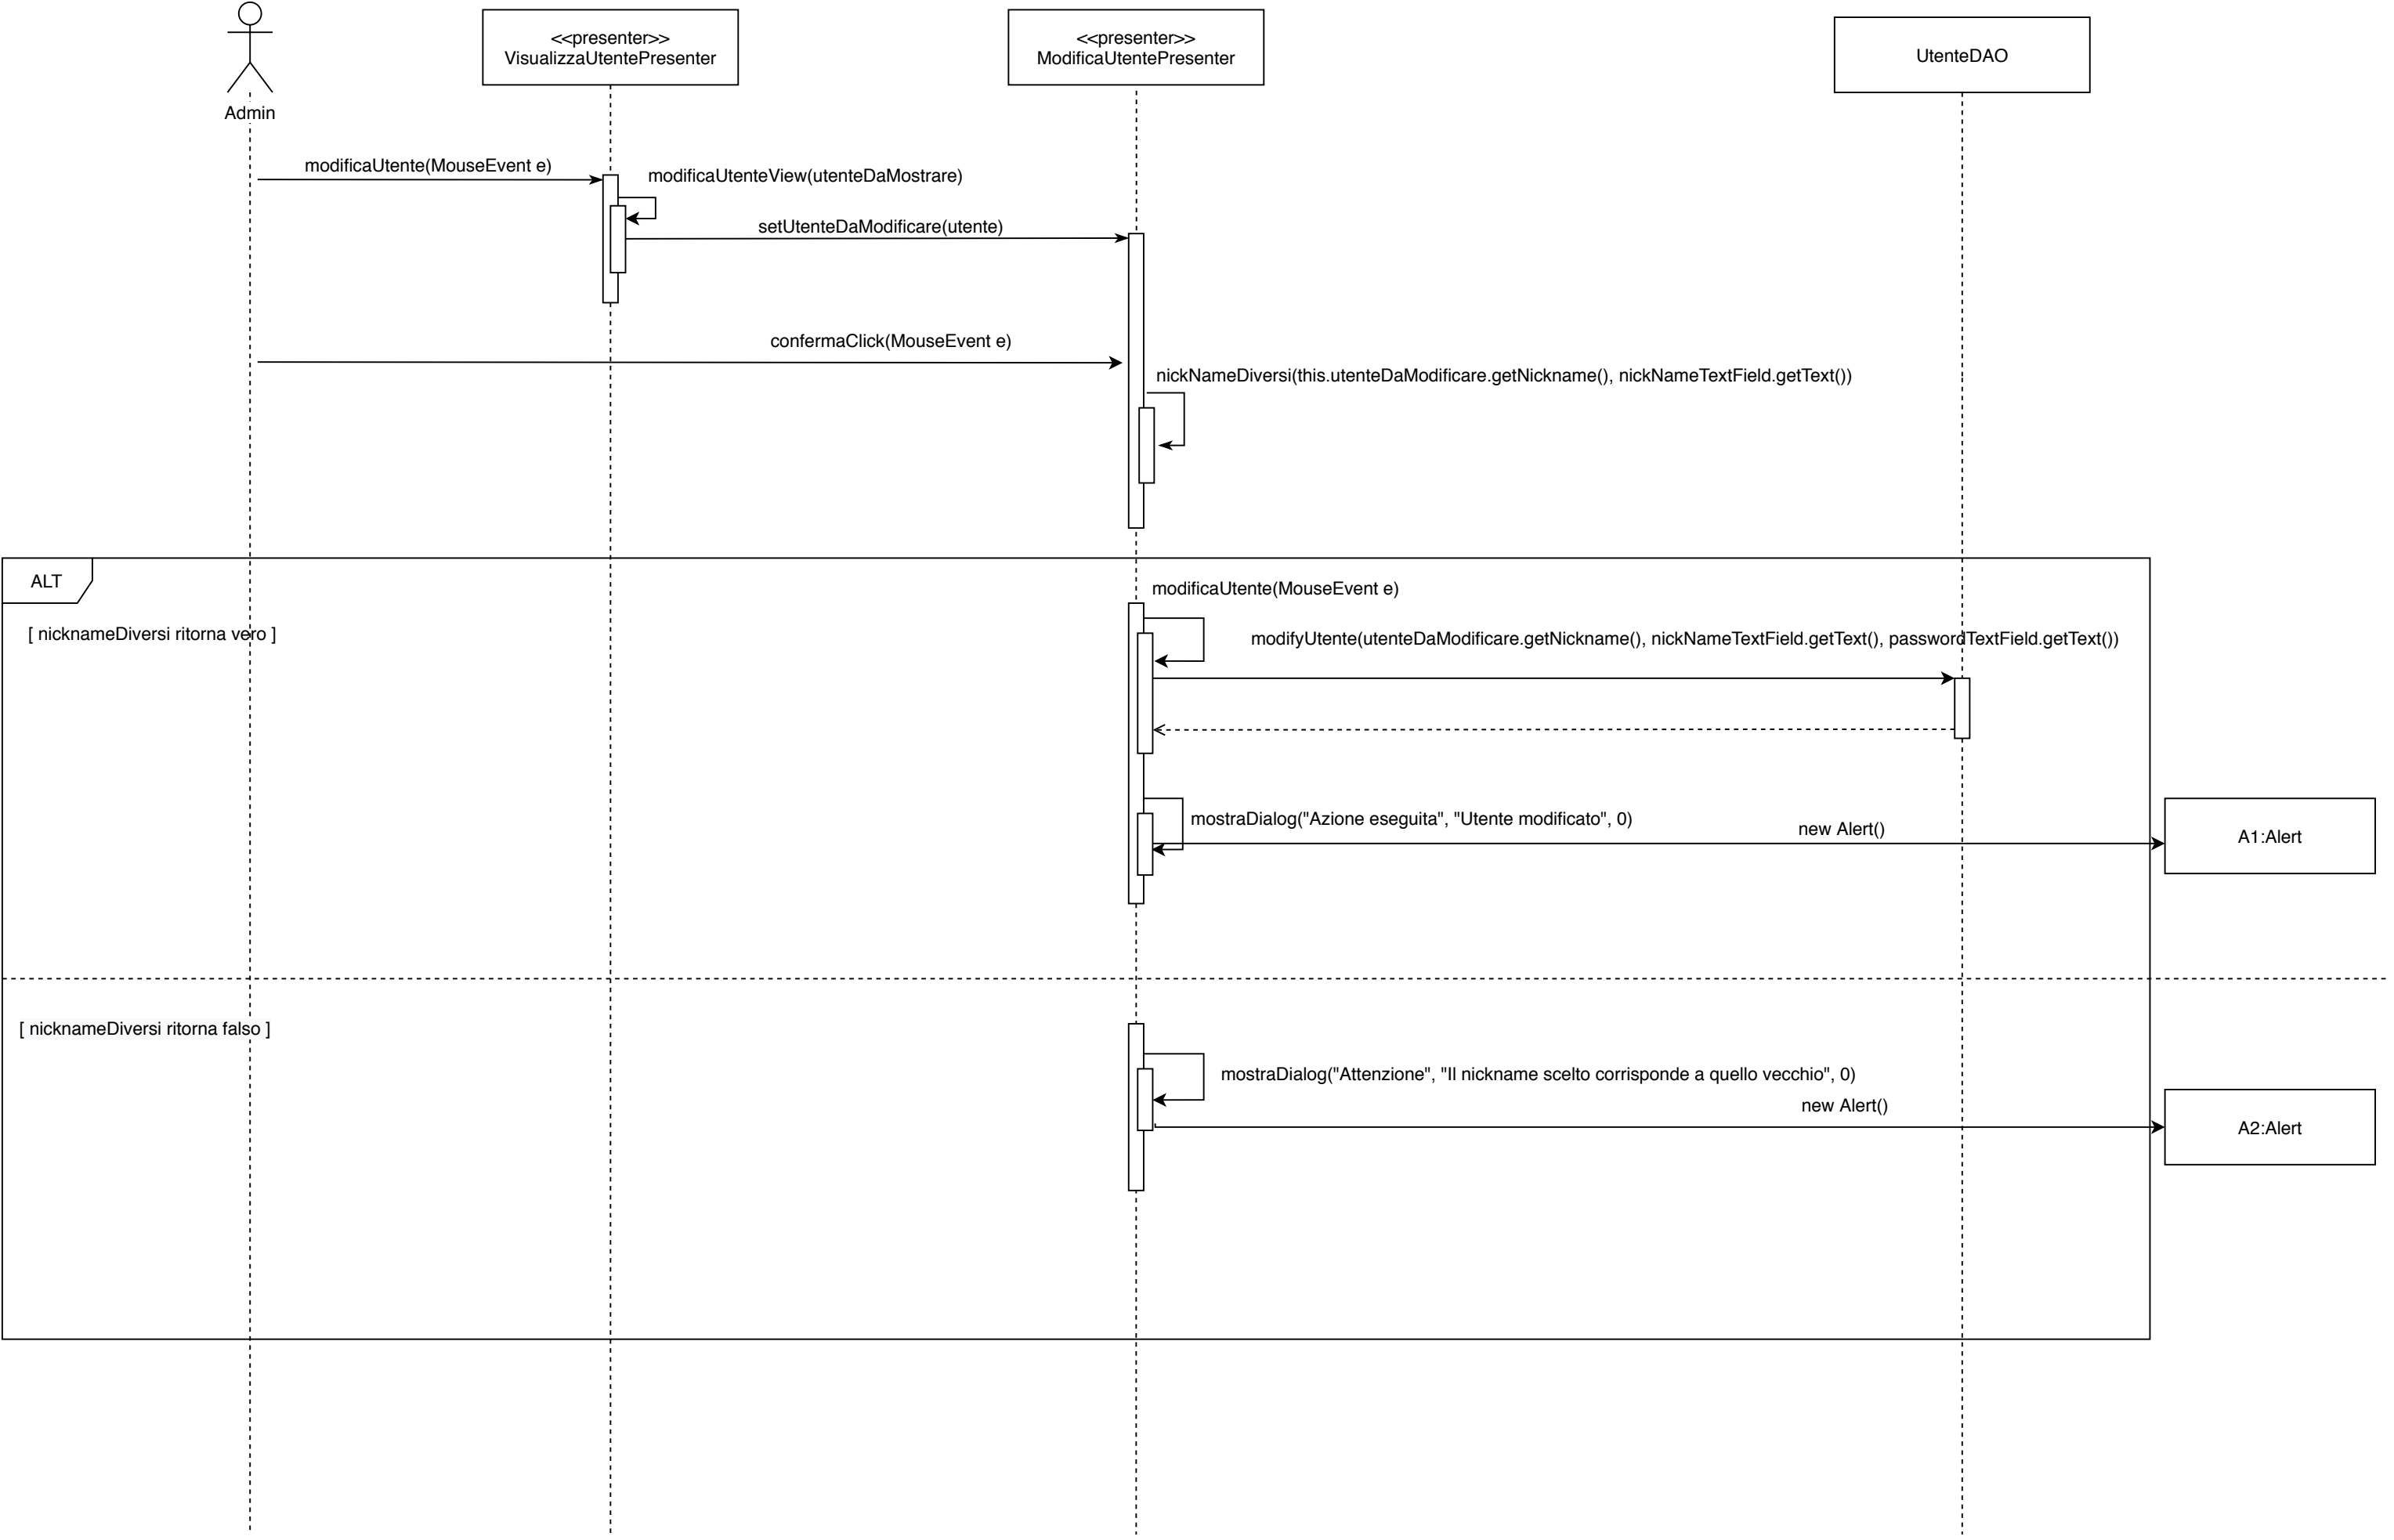 <<presenter>>
VisualizzaUtentePresenter
<<presenter>>
ModificaUtentePresenter
UtenteDAO
Admin
modificaUtente(MouseEvent e)
modificaUtenteView(utenteDaMostrare)
setUtenteDaModificare(utente)
confermaClick(MouseEvent e)
nickNameDiversi(this.utenteDaModificare.getNickname(), nickNameTextField.getText())
ALT
modificaUtente(MouseEvent e)
[ nicknameDiversi ritorna vero ]
modifyUtente(utenteDaModificare.getNickname(), nickNameTextField.getText(), passwordTextField.getText())
mostraDialog("Azione eseguita", "Utente modificato", 0)
new Alert()
A1:Alert
[ nicknameDiversi ritorna falso ]
mostraDialog("Attenzione", "Il nickname scelto corrisponde a quello vecchio", 0)
new Alert()
A2:Alert